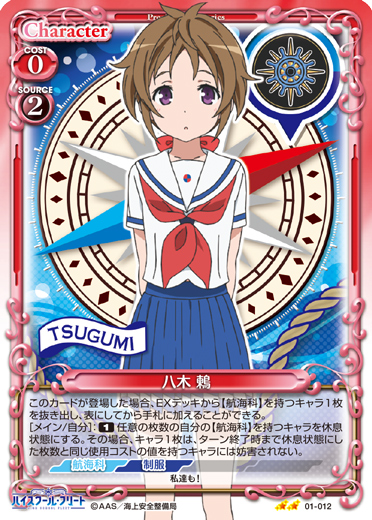 Character
COST
0
SOURCE
2
TSUGUMI
八木 鶫
このカードが登場した場合、EXデッキから【航海科】を持つキャラ1枚
を抜き出し、表にしてから手札に加えることができる。
[メイン/自分]：1 任意の枚数の自分の【航海科】を持つキャラを休息
状態にする。その場合、キャラ1枚は、ターン終了時まで休息状態にし
た枚数と同じ使用コストの値を持つキャラに妨害されない。
航海科 制服
私達も！
ハイスクール・フリート
©AAS／海上安全整備局
01-012